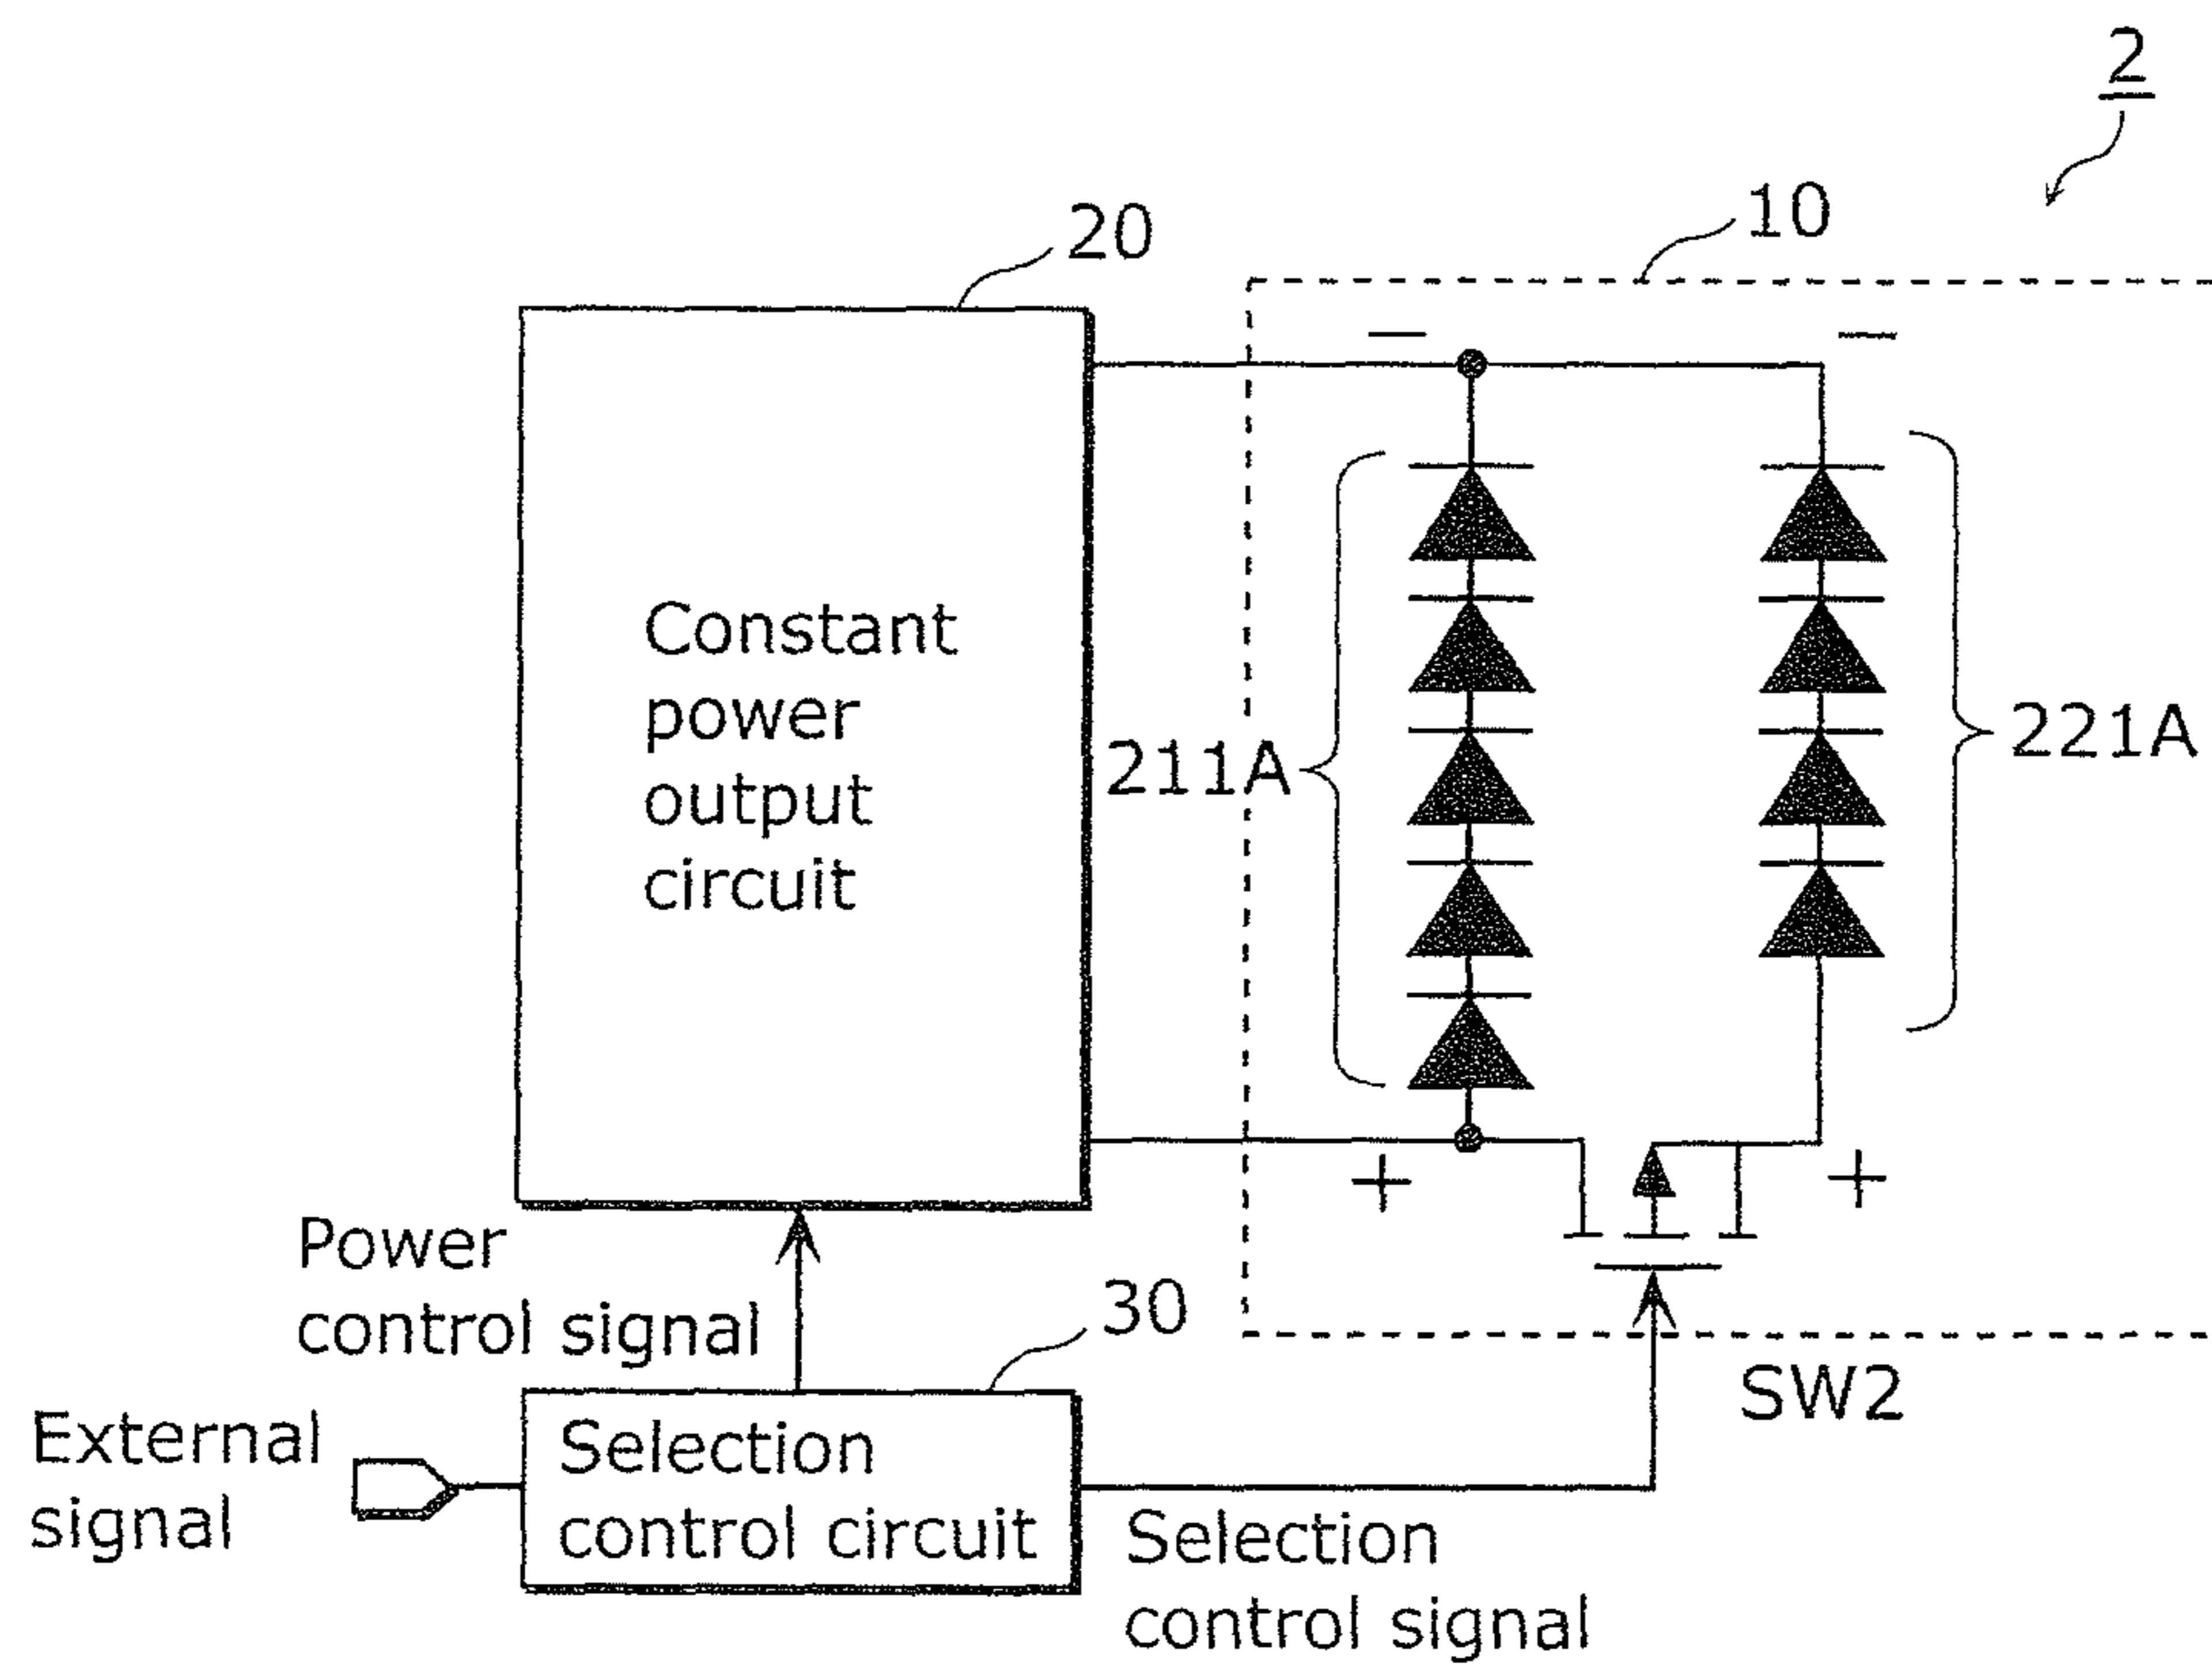 2
10
20
−
−
Constant
power
output
circuit
211A
221A
+
+
Power
control signal
30
SW2
External
signal
Selection
control circuit
Selection
control signal